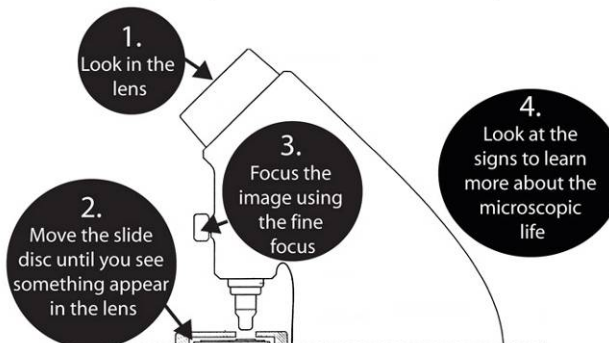 1.
Look in the
lens
2.
Move the slide
disc until you see
something appear
in the lens
3.
Focus the
image using
the fine
focus
4.
Look at the
signs to learn
more about the
microscopic
life